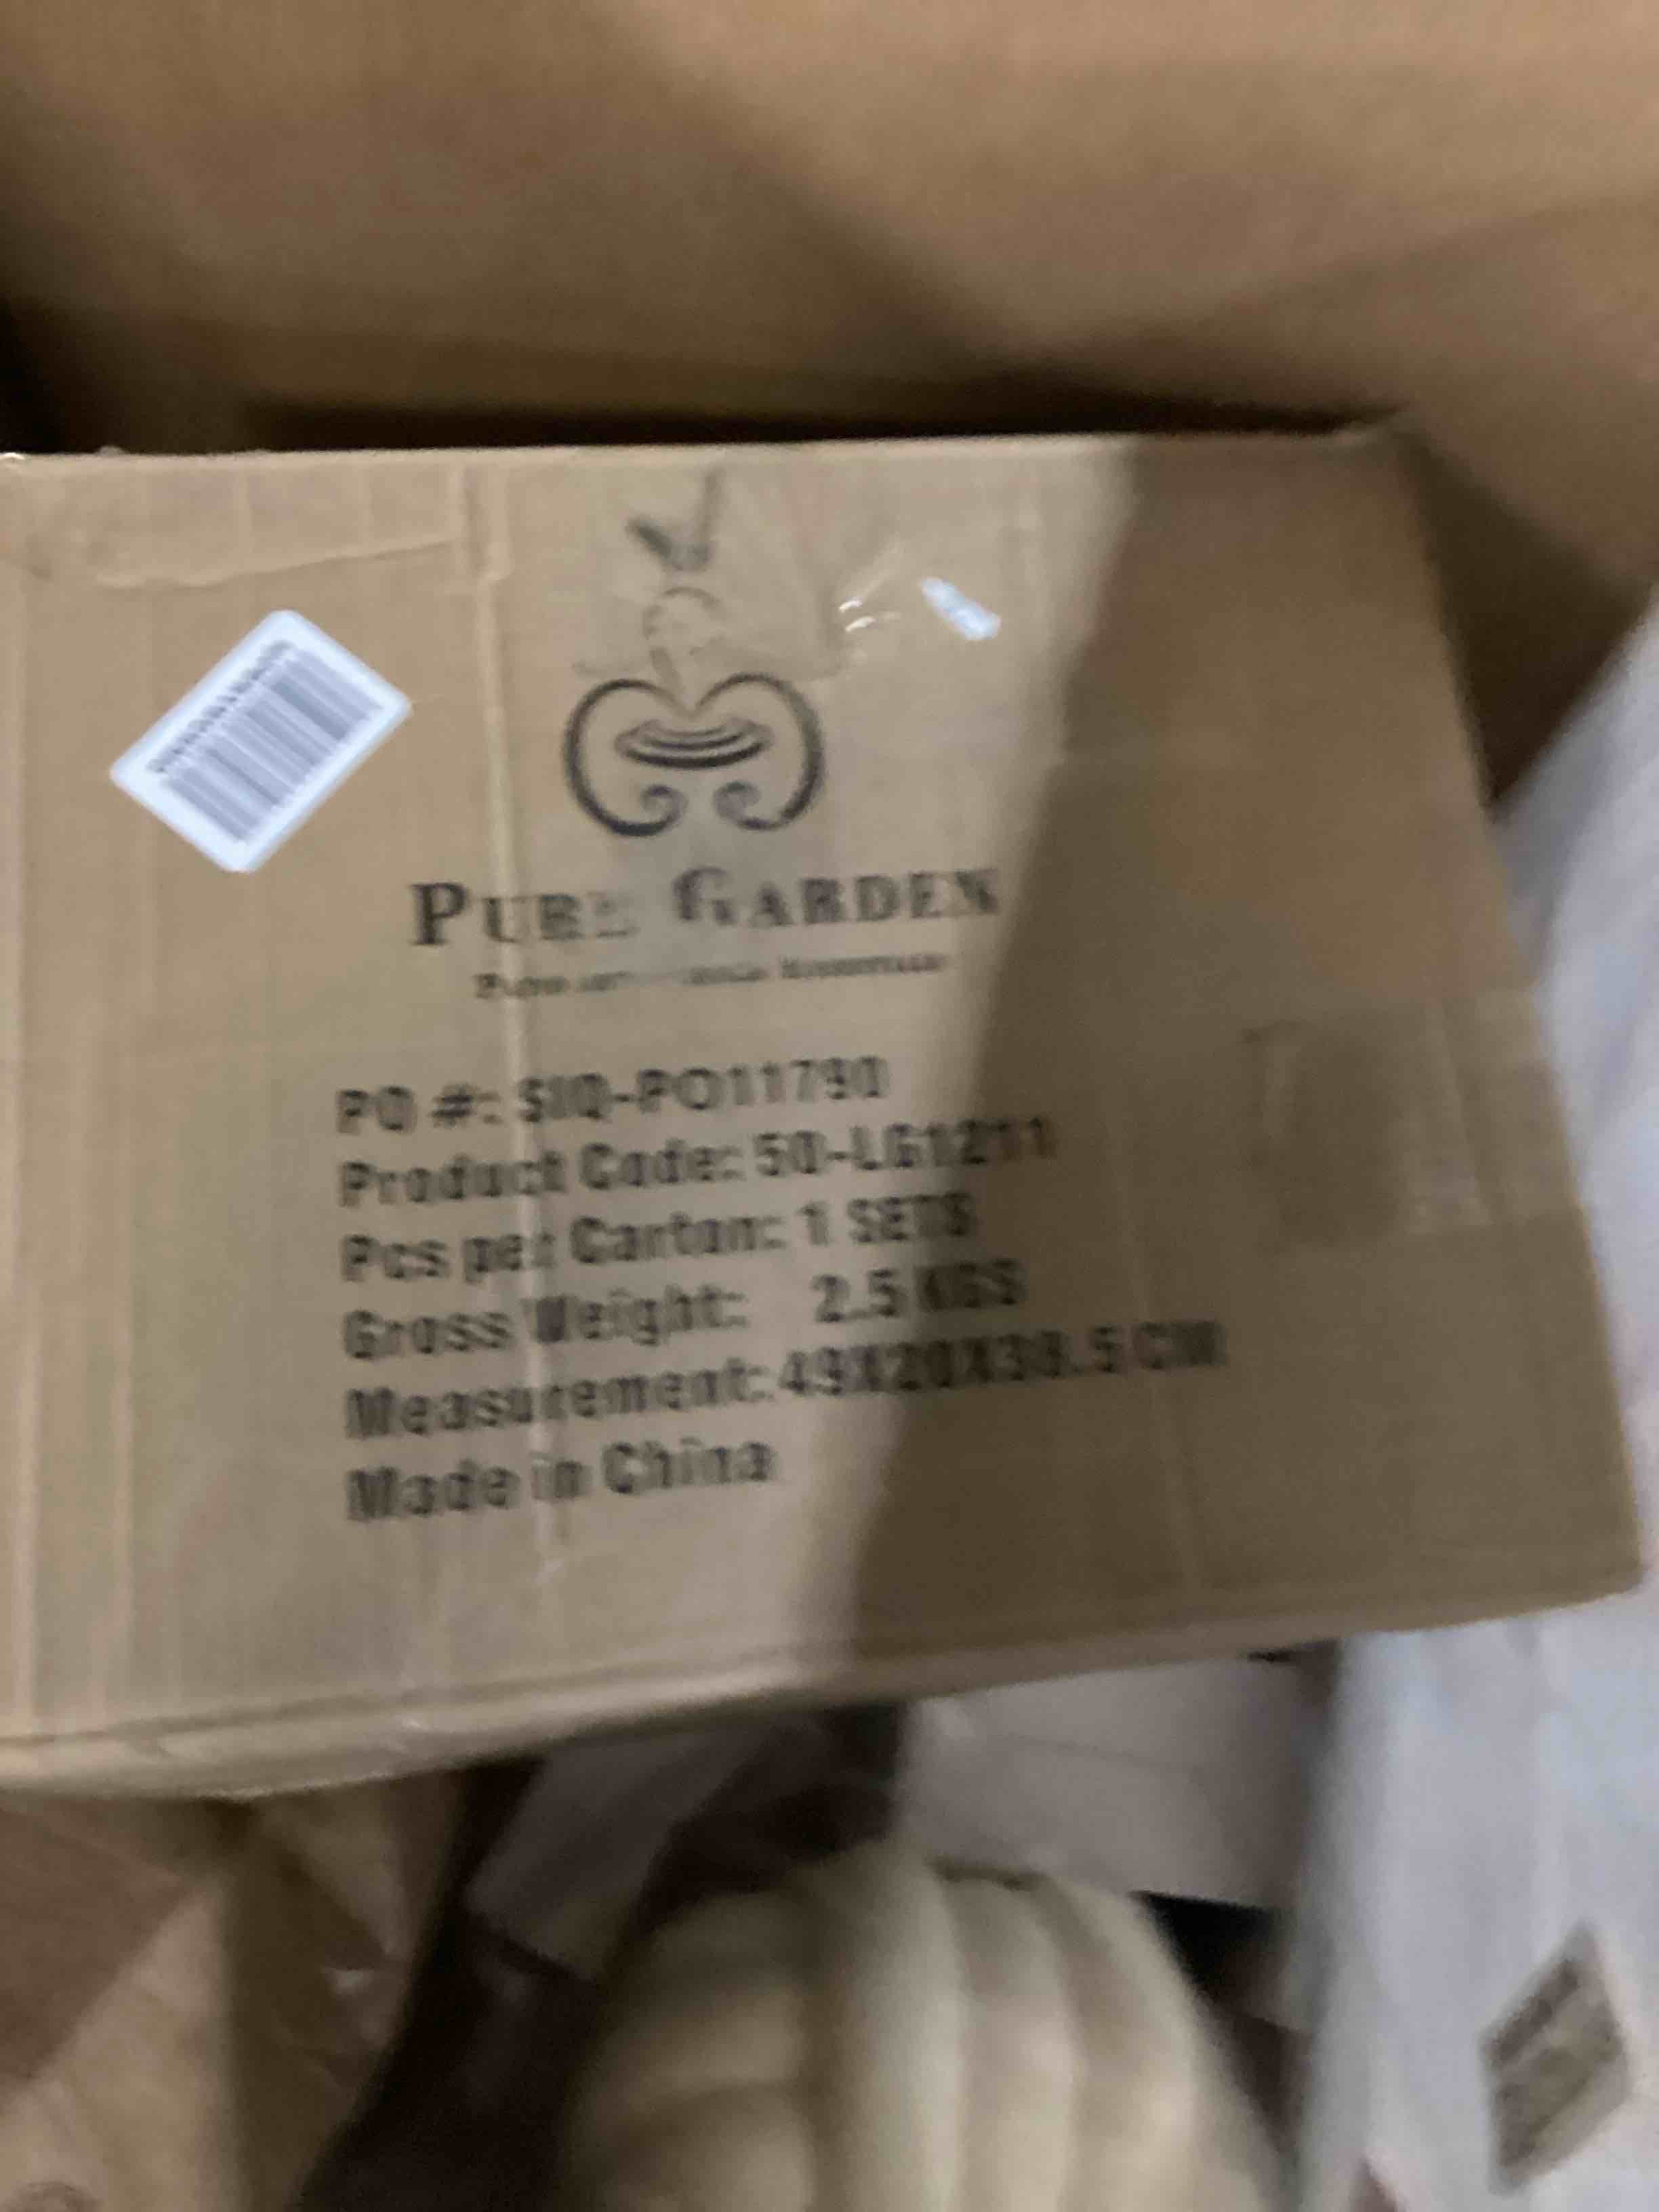 PURE GARDEN
PO #: SIQ-PO11790
Product Code: 50-LG1211
Pcs per Carton: 1 SETS
Gross Weight: 2.5 KGS
Measurement: 49X20X38.5 CM
Made in China